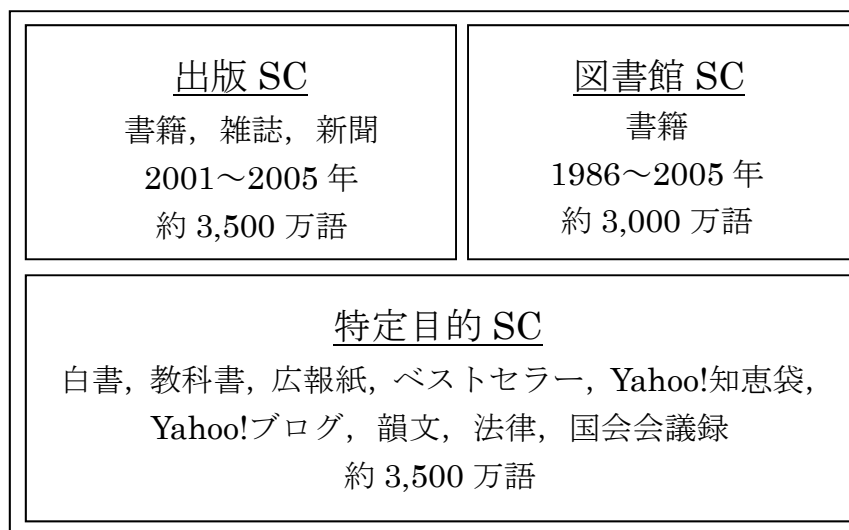 出版 SC
書籍，雑誌，新聞
2001～2005 年
約 3,500 万語
図書館 SC
書籍
1986～2005 年
約 3,000 万語
特定目的 SC
白書，教科書，広報紙，ベストセラー，Yahoo!知恵袋，
Yahoo!ブログ，韻文，法律，国会会議録
約 3,500 万語